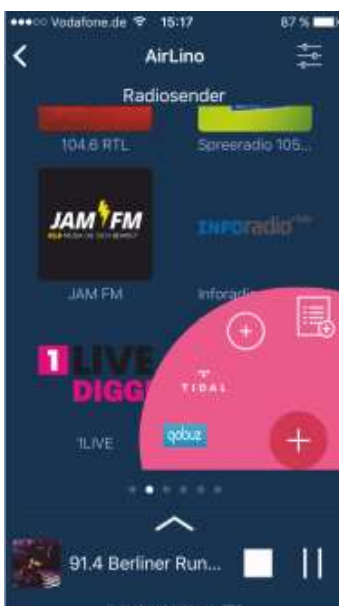 Vodafone.de 15:17 87 %
AirLino
Radiosender
104.6 RTL
Spreeradio 105...
JAM FM
INFOradio
JAM FM
Inforadi
1LIVE
DIGG
TIDAL
qobuz
1LIVE
91.4 Berliner Run...